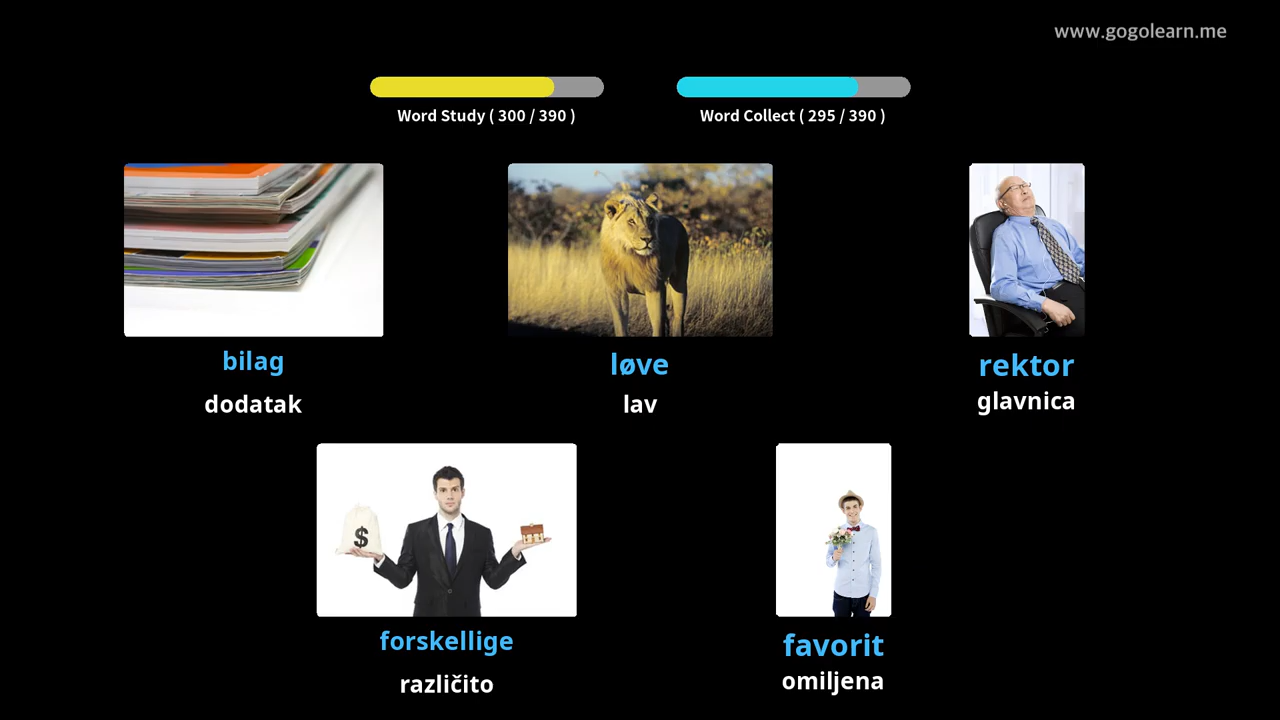 www.gogolearn.me
Word Study ( 300 / 390 )
Word Collect ( 295 / 390 )
bilag
dodatak
løve
lav
rektor
glavnica
$
forskellige
različito
favorit
omiljena